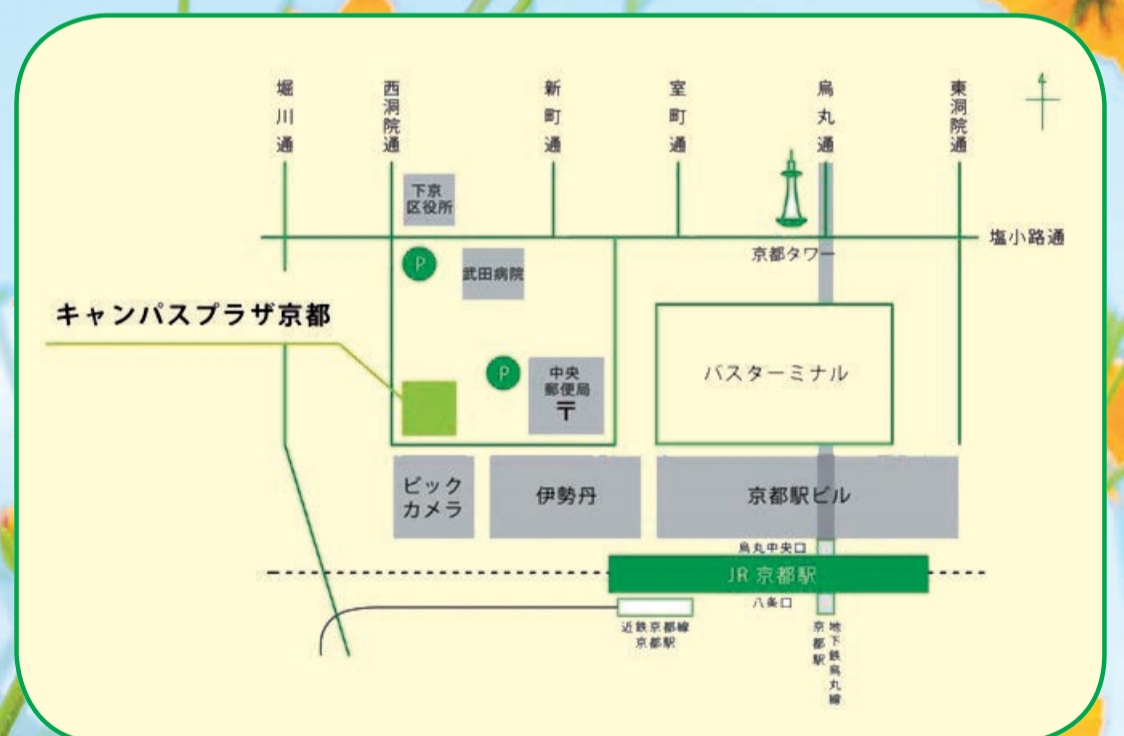 堀川通
西洞院通
新町通
室町通
烏丸通
東洞院通
4
下京
区役所
塩小路通
京都タワー
P
武田病院
キャンパスプラザ京都
P
中央
郵便局
〒
バスターミナル
ビック
カメラ
伊勢丹
京都駅ビル
烏丸中央口
JR 京都駅
八条口
近鉄京都線
京都駅
地下鉄烏丸線
京都駅